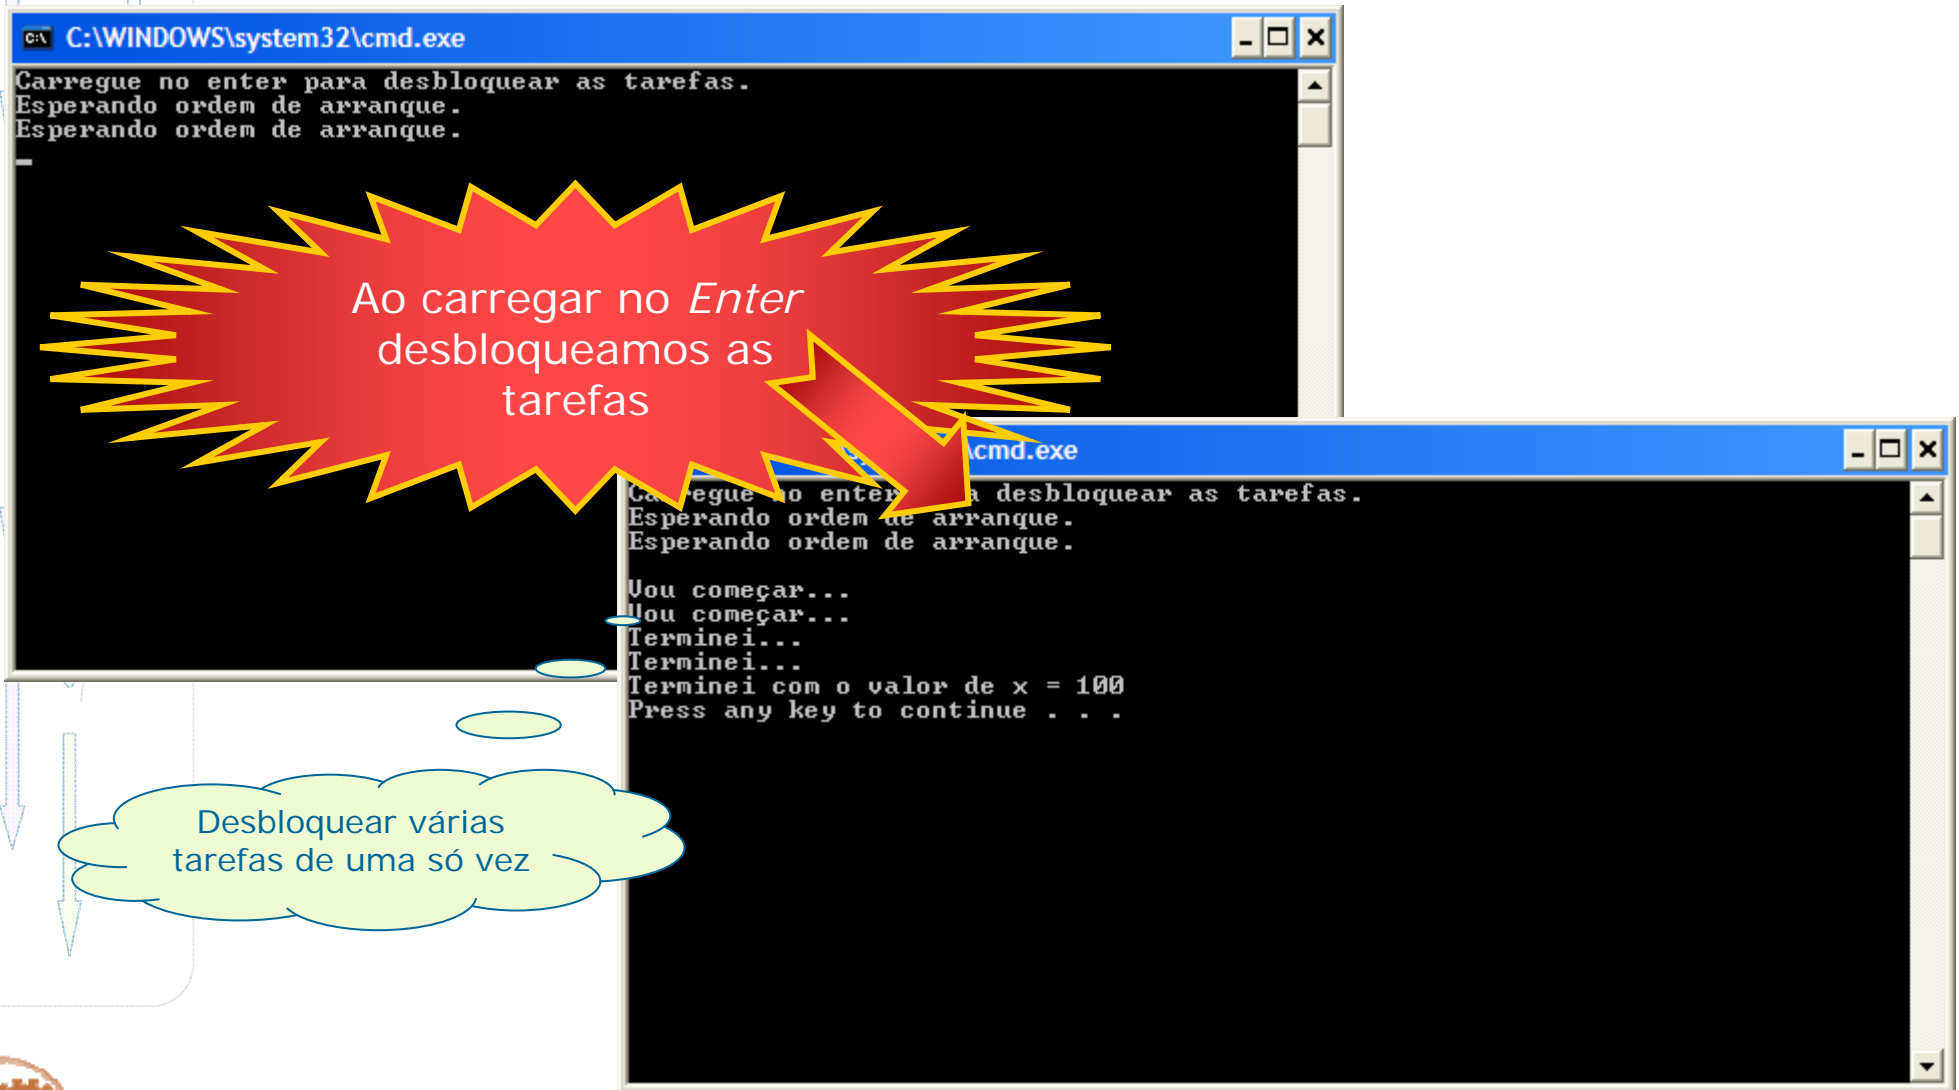 C:\WINDOWS\system32\cmd.exe
Carregue no enter para desbloquear as tarefas.
Esperando ordem de arranque.
Esperando ordem de arranque.
Ao carregar no Enter
desbloqueamos as
tarefas
\cmd.exe
enter desbloquear as tarefas.
Esperando ordem de arranque.
Esperando ordem de arranque.
Vou começar...
Vou começar...
Terminei...
Terminei...
Terminei com o valor de x = 100
Press any key to continue . . .
Desbloquear várias
tarefas de uma só vez